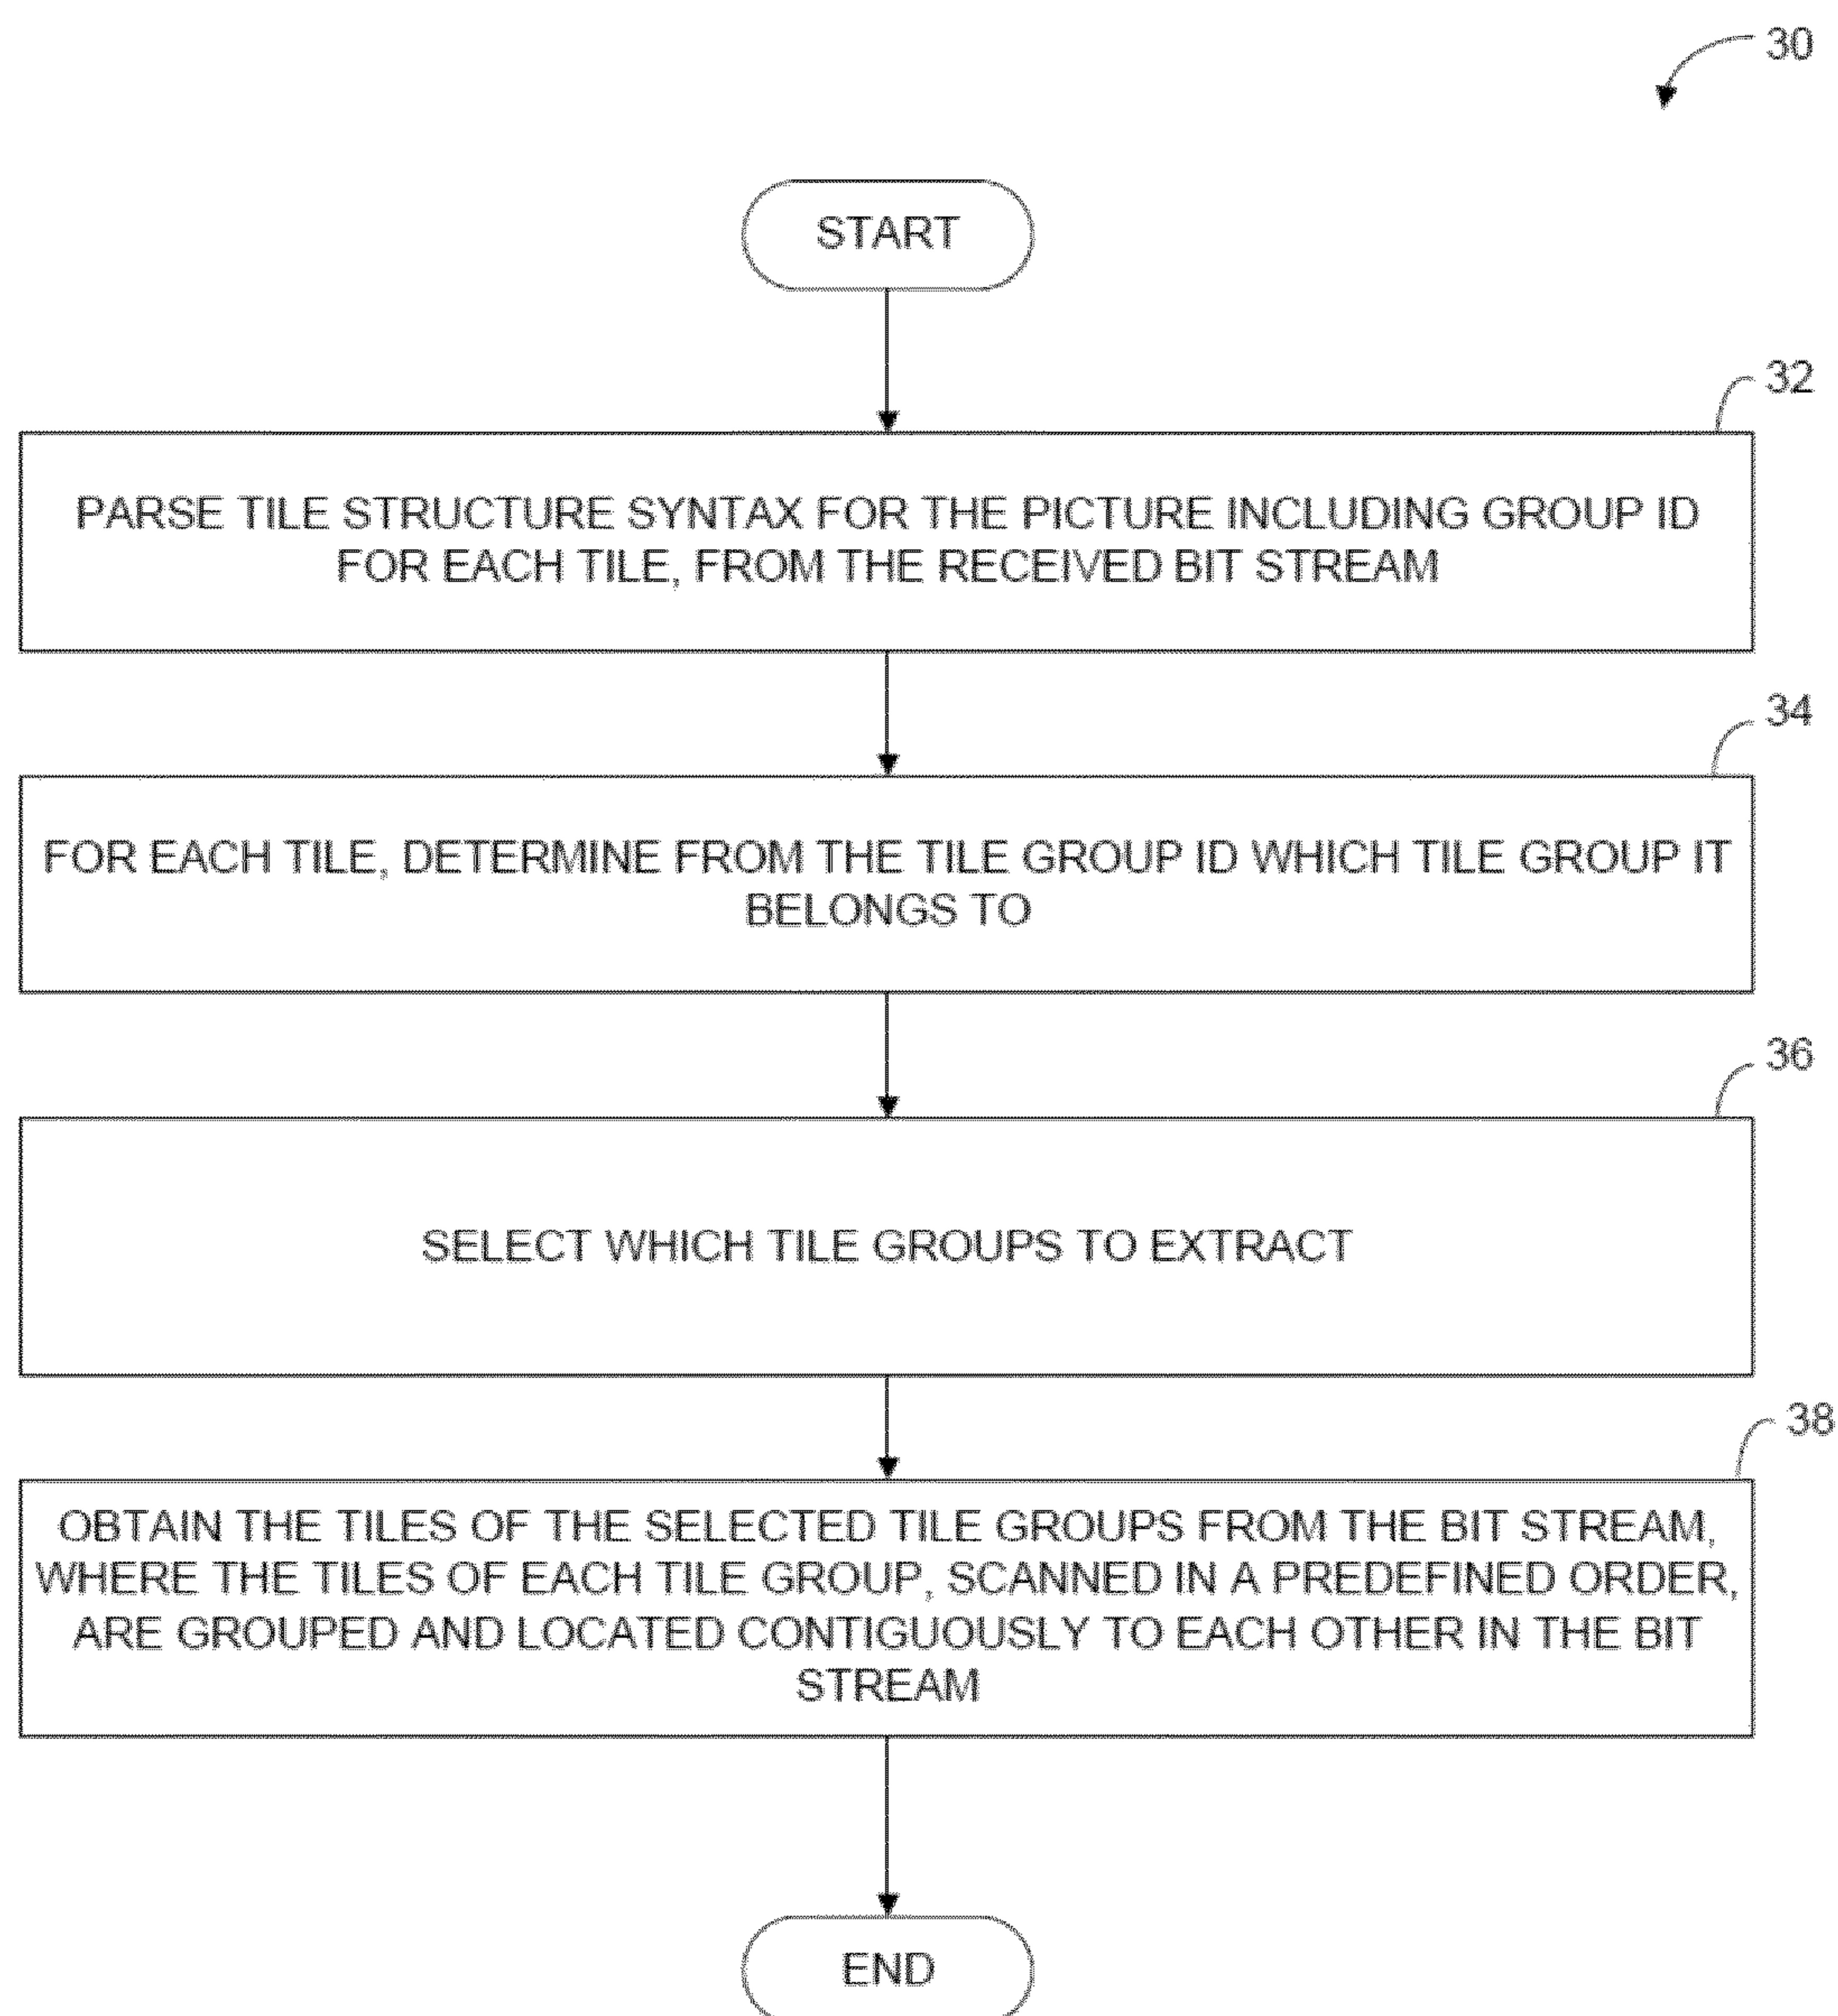 30
START
32
PARSE TILE STRUCTURE SYNTAX FOR THE PICTURE INCLUDING GROUP ID
FOR EACH TILE, FROM THE RECEIVED BIT STREAM
34
FOR EACH TILE, DETERMINE FROM THE TILE GROUP ID WHICH TILE GROUP IT
BELONGS TO
36
SELECT WHICH TILE GROUPS TO EXTRACT
38
OBTAIN THE TILES OF THE SELECTED TILE GROUPS FROM THE BIT STREAM,
WHERE THE TILES OF EACH TILE GROUP, SCANNED IN A PREDEFINED ORDER,
ARE GROUPED AND LOCATED CONTIGUOUSLY TO EACH OTHER IN THE BIT
STREAM
END